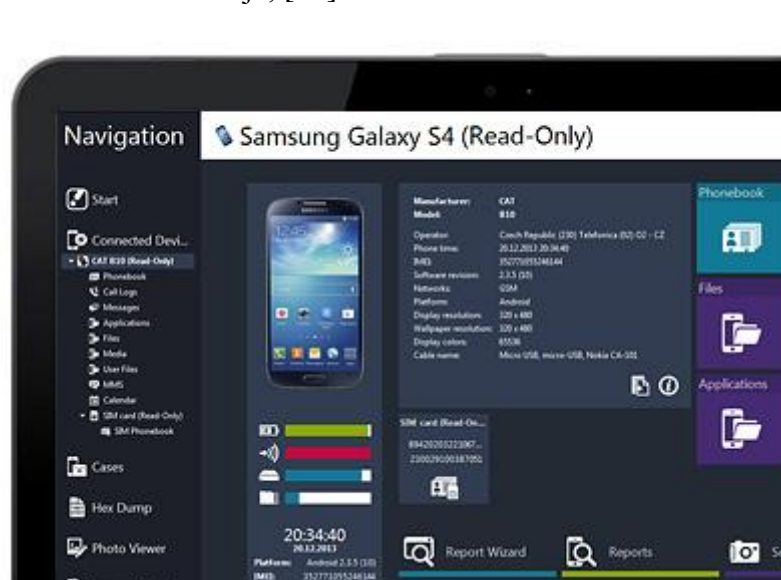 Navigation
Samsung Galaxy S4 (Read-Only)
Start
Connected Devi...
CAT B10 (Read-Only)
Phonebook
Call Logs
Messages
Applications
Files
Media
User Files
MMS
Calendar
SIM card (Read-Only)
SIM Phonebook
Cases
Hex Dump
Photo Viewer
12:45
20:34:40
20.12.2013
Platform: Android 2.3.5 (10)
IMEI: 352771055246144
Manufacturer: CAT
Model: B10
Operator: Czech Republic (230) Telefonica (02) O2 - CZ
Phone time: 20.12.2013 20:34:40
IMEI: 352771055246144
Software revision: 2.3.5 (10)
Networks: GSM
Platform: Android
Display resolution: 320 x 480
Wallpaper resolution: 320 x 480
Display colors: 65536
Cable name: Micro USB, micro-USB, Nokia CA-101
SIM card (Read-On...
Report Wizard
Reports
Phonebook
Files
Applications